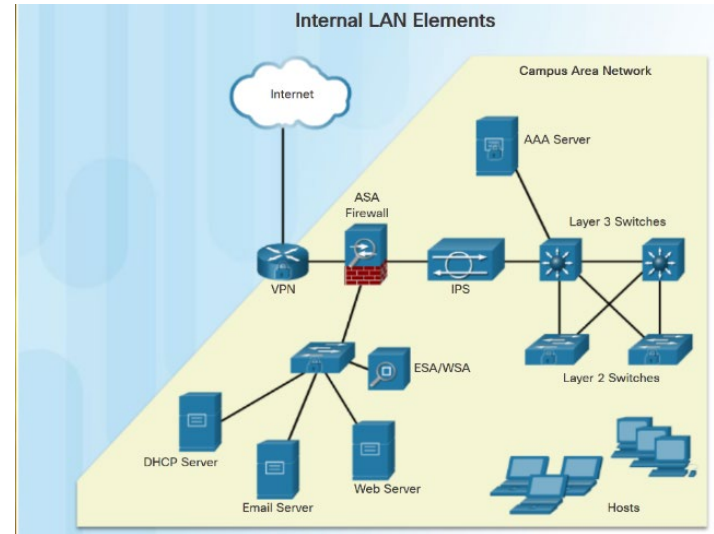 Internal LAN Elements
Campus Area Network
Internet
AAA Server
ASA
Firewall
Layer 3 Switches
VPN
IPS
ESA/WSA
Layer 2 Switches
DHCP Server
Email Server
Web Server
Hosts